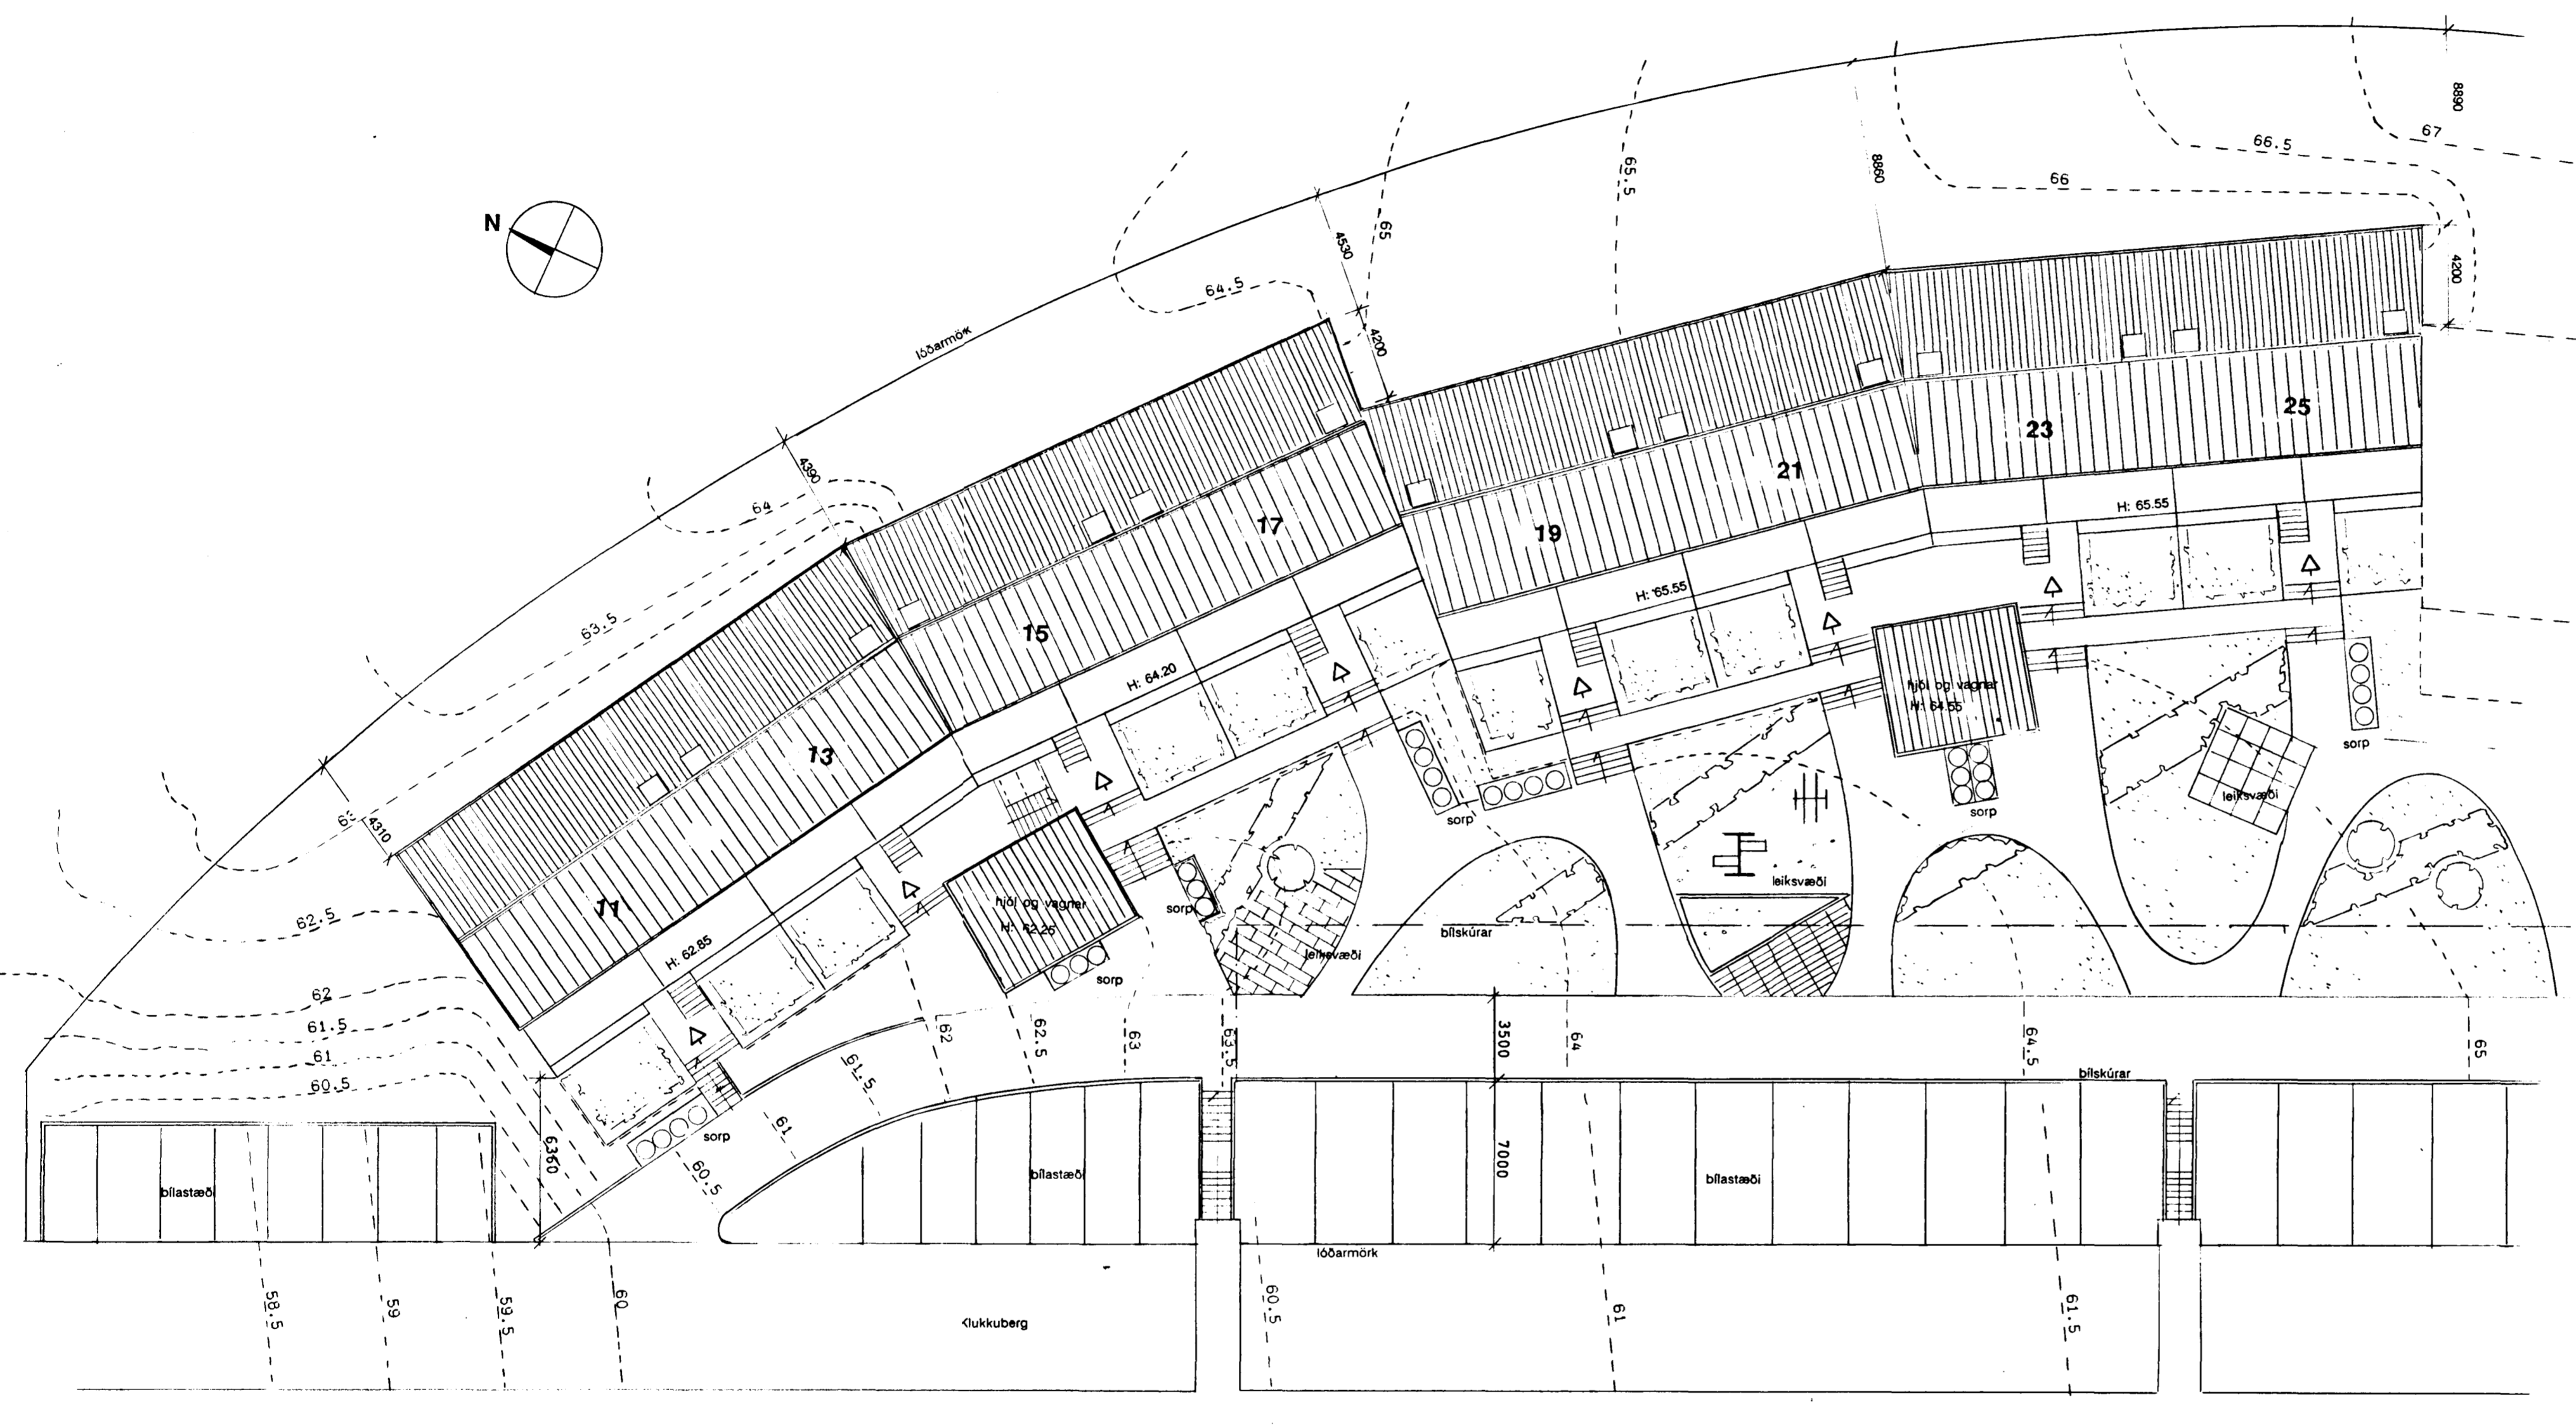 8890
67
66.5
8860
66
65.5
N
65
4530
4200
64.5
lóðarmök
4200
4390
25
23
21
64
17
19
H: 65.55
H: 65.55
63.5
15
H: 64.20
hjól og vagnar
H: 64.55
13
sorp
leiksvæði
4310
sorp
sorp
leiksvæði
11
hjól og vagnar
H: 62.25
sorp
62.5
H: 62.85
bílskúrar
leiksvæði
sorp
62
61.5
61
60.5
61.5
62
62.5
63
63.5
3500
64
64.5
65
bílskúrar
61
sorp
6360
60.5
bílastæði
bílastæði
7000
bílastæði
lóðarmörk
58.5
59
59.5
60
60.5
61
61.5
Klukkuberg